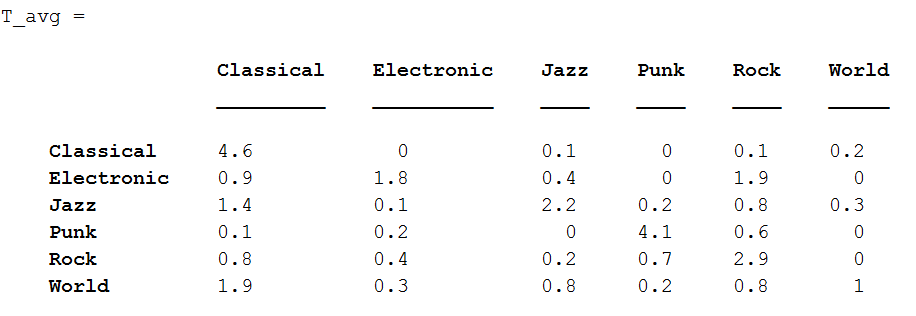 T_avg =
Classical Electronic Jazz Punk Rock World
Classical 4.6 0 0.1 0 0.1 0.2
Electronic 0.9 1.8 0.4 0 1.9 0
Jazz 1.4 0.1 2.2 0.2 0.8 0.3
Punk 0.1 0.2 0 4.1 0.6 0
Rock 0.8 0.4 0.2 0.7 2.9 0
World 1.9 0.3 0.8 0.2 0.8 1